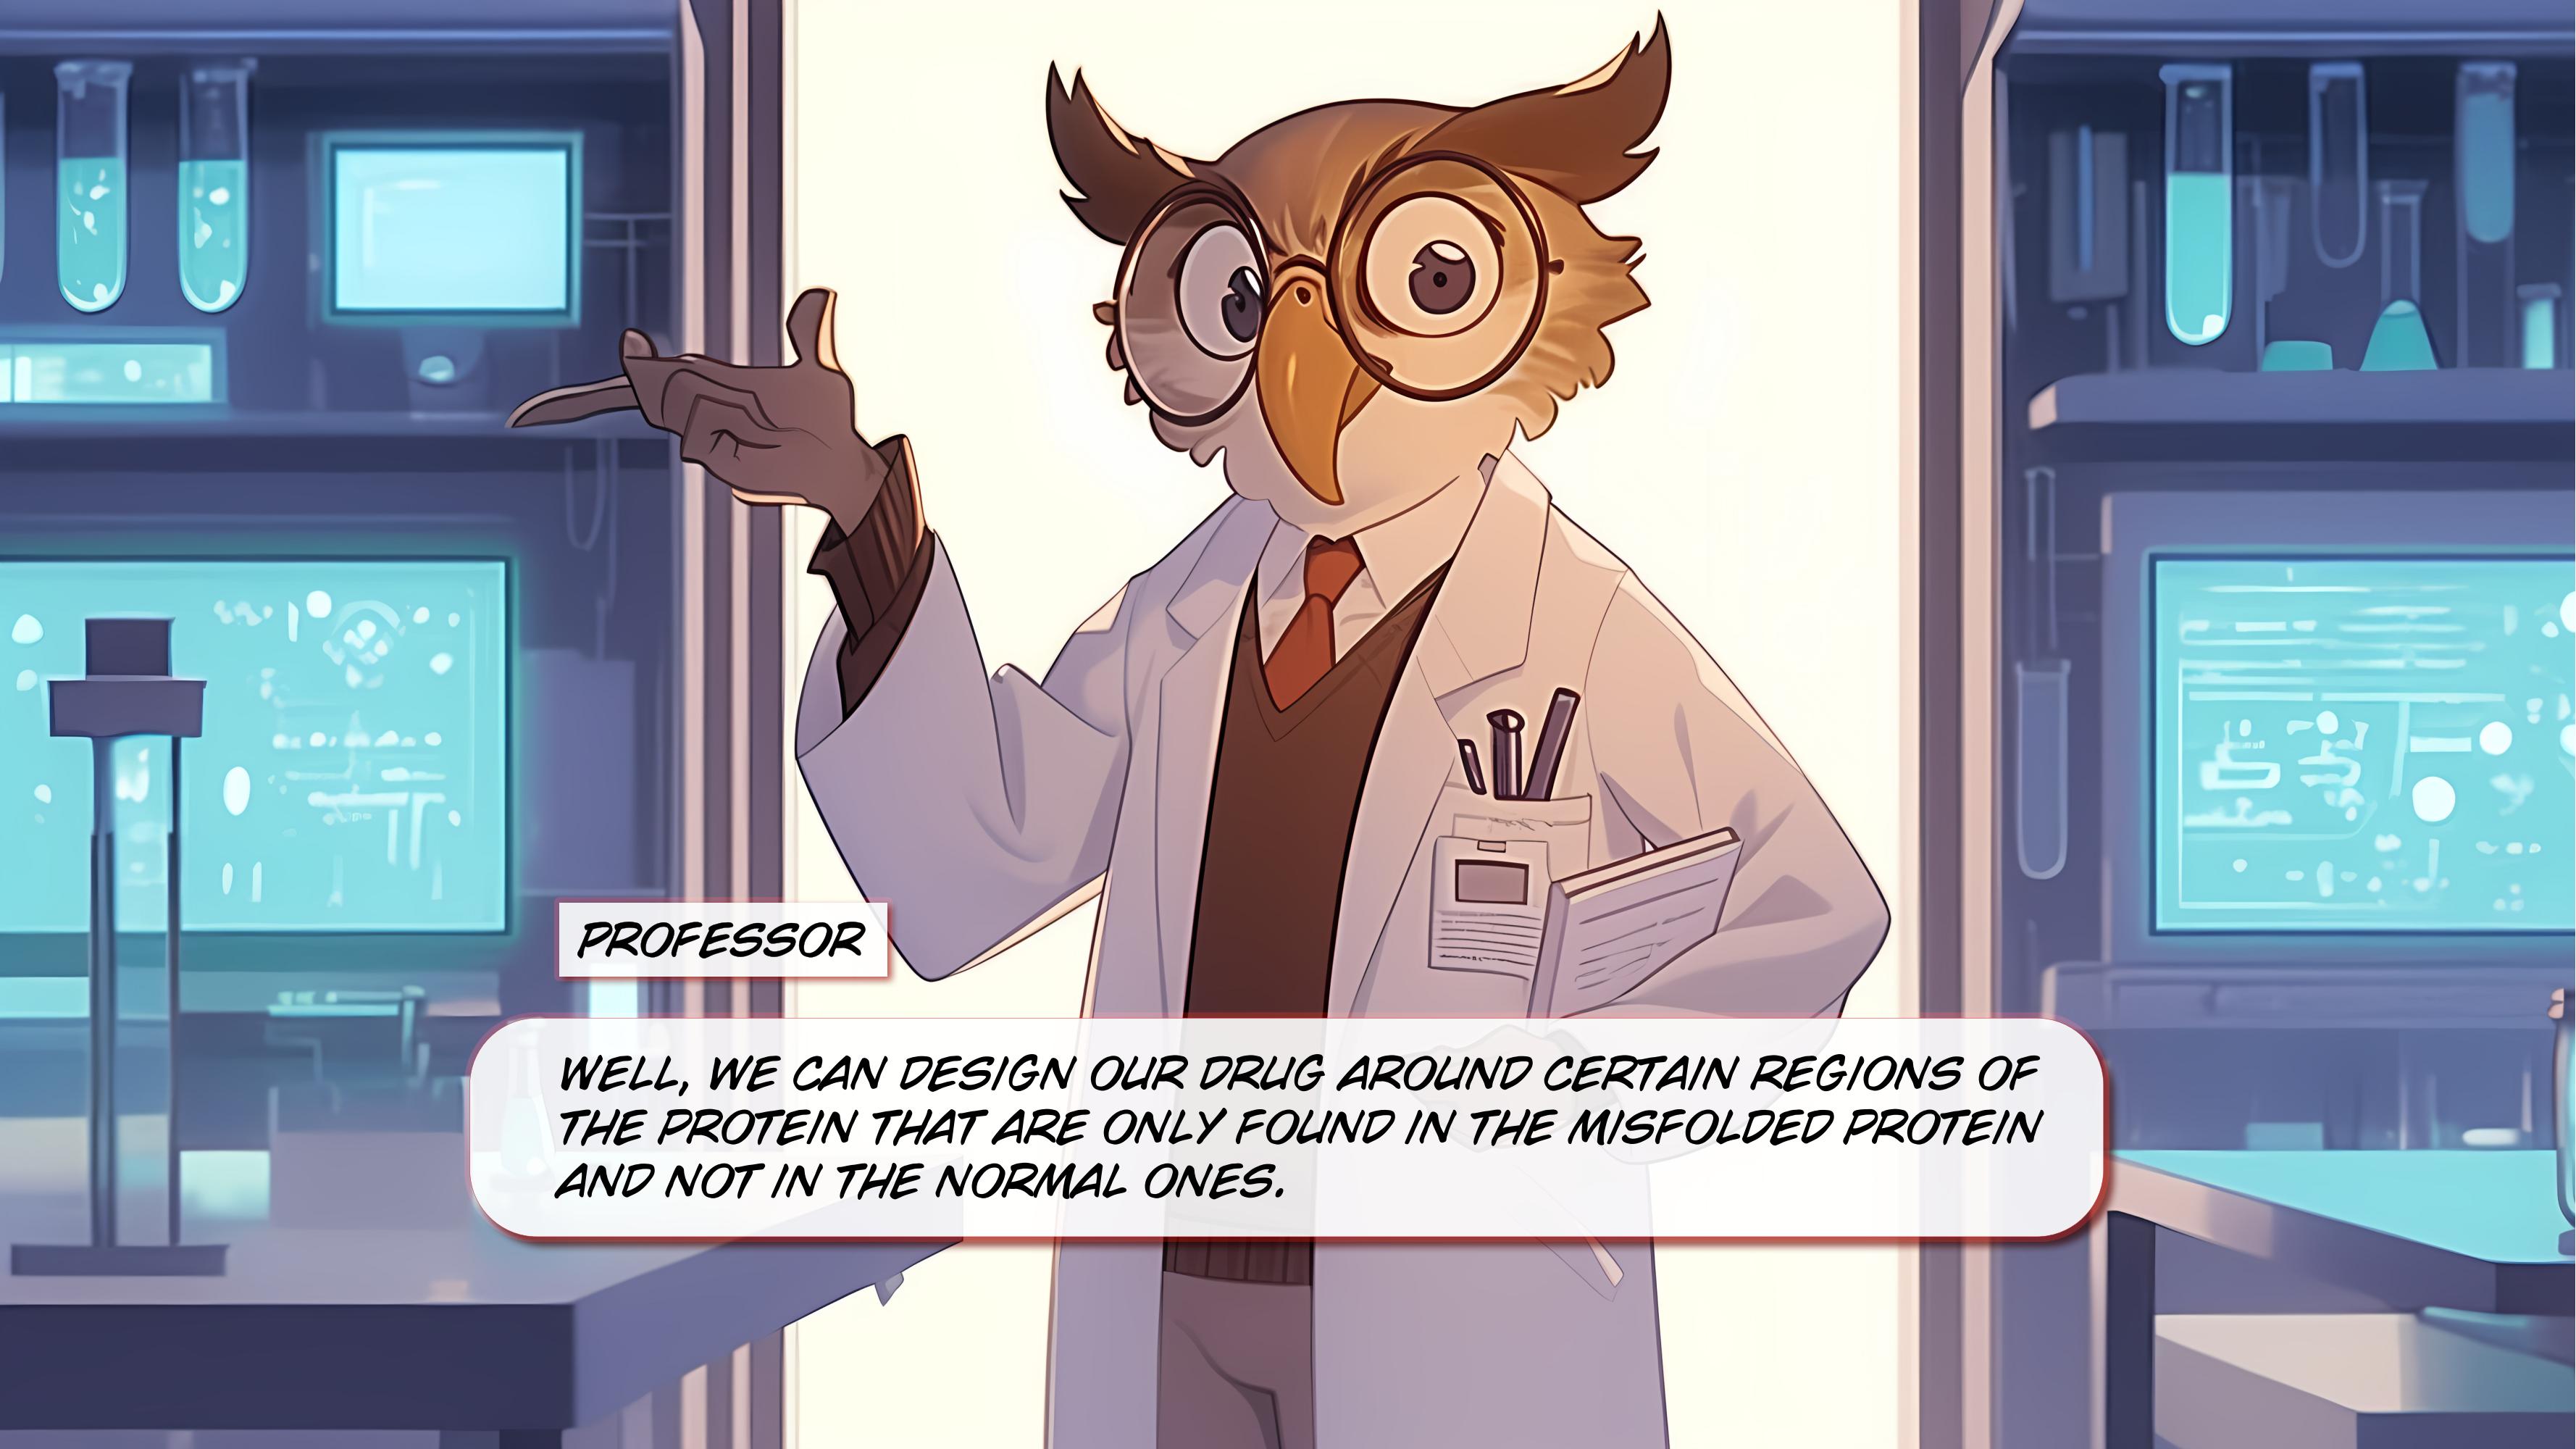 PROFESSOR
WELL, WE CAN DESIGN OUR DRUG AROUND CERTAIN REGIONS OF
THE PROTEIN THAT ARE ONLY FOUND IN THE MISFOLDED PROTEIN
AND NOT IN THE NORMAL ONES.